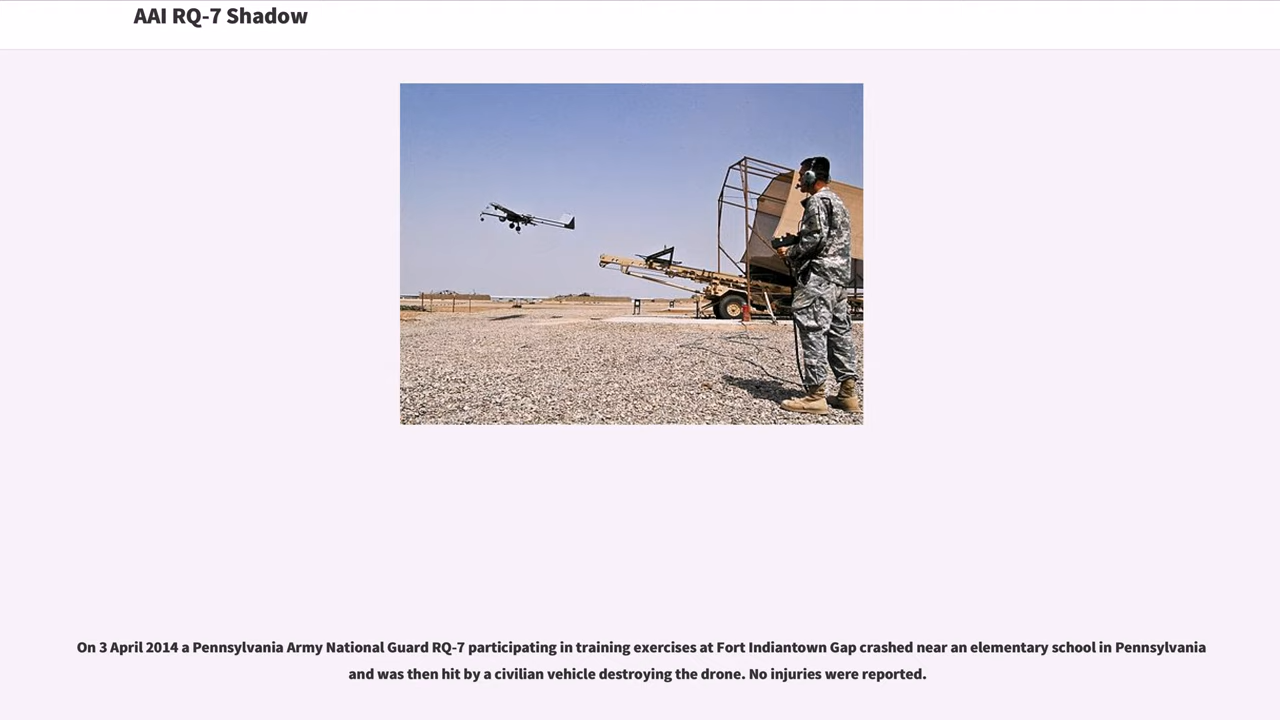 AAI RQ-7 Shadow
On 3 April 2014 a Pennsylvania Army National Guard RQ-7 participating in training exercises at Fort Indiantown Gap crashed near an elementary school in Pennsylvania
and was then hit by a civilian vehicle destroying the drone. No injuries were reported.